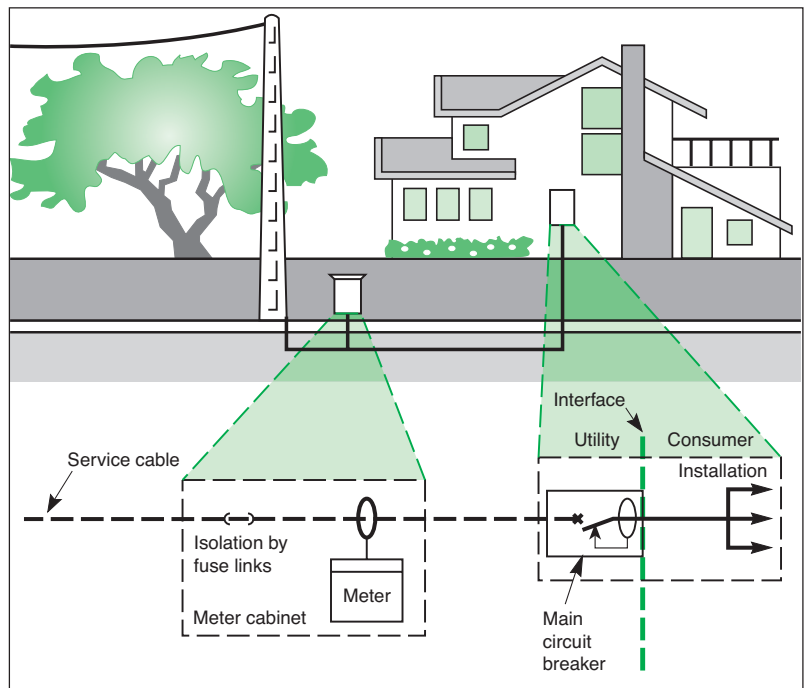 Interface
Utility
Consumer
Service cable
Installation
Isolation by
fuse links
Meter
Meter cabinet
Main
circuit
breaker